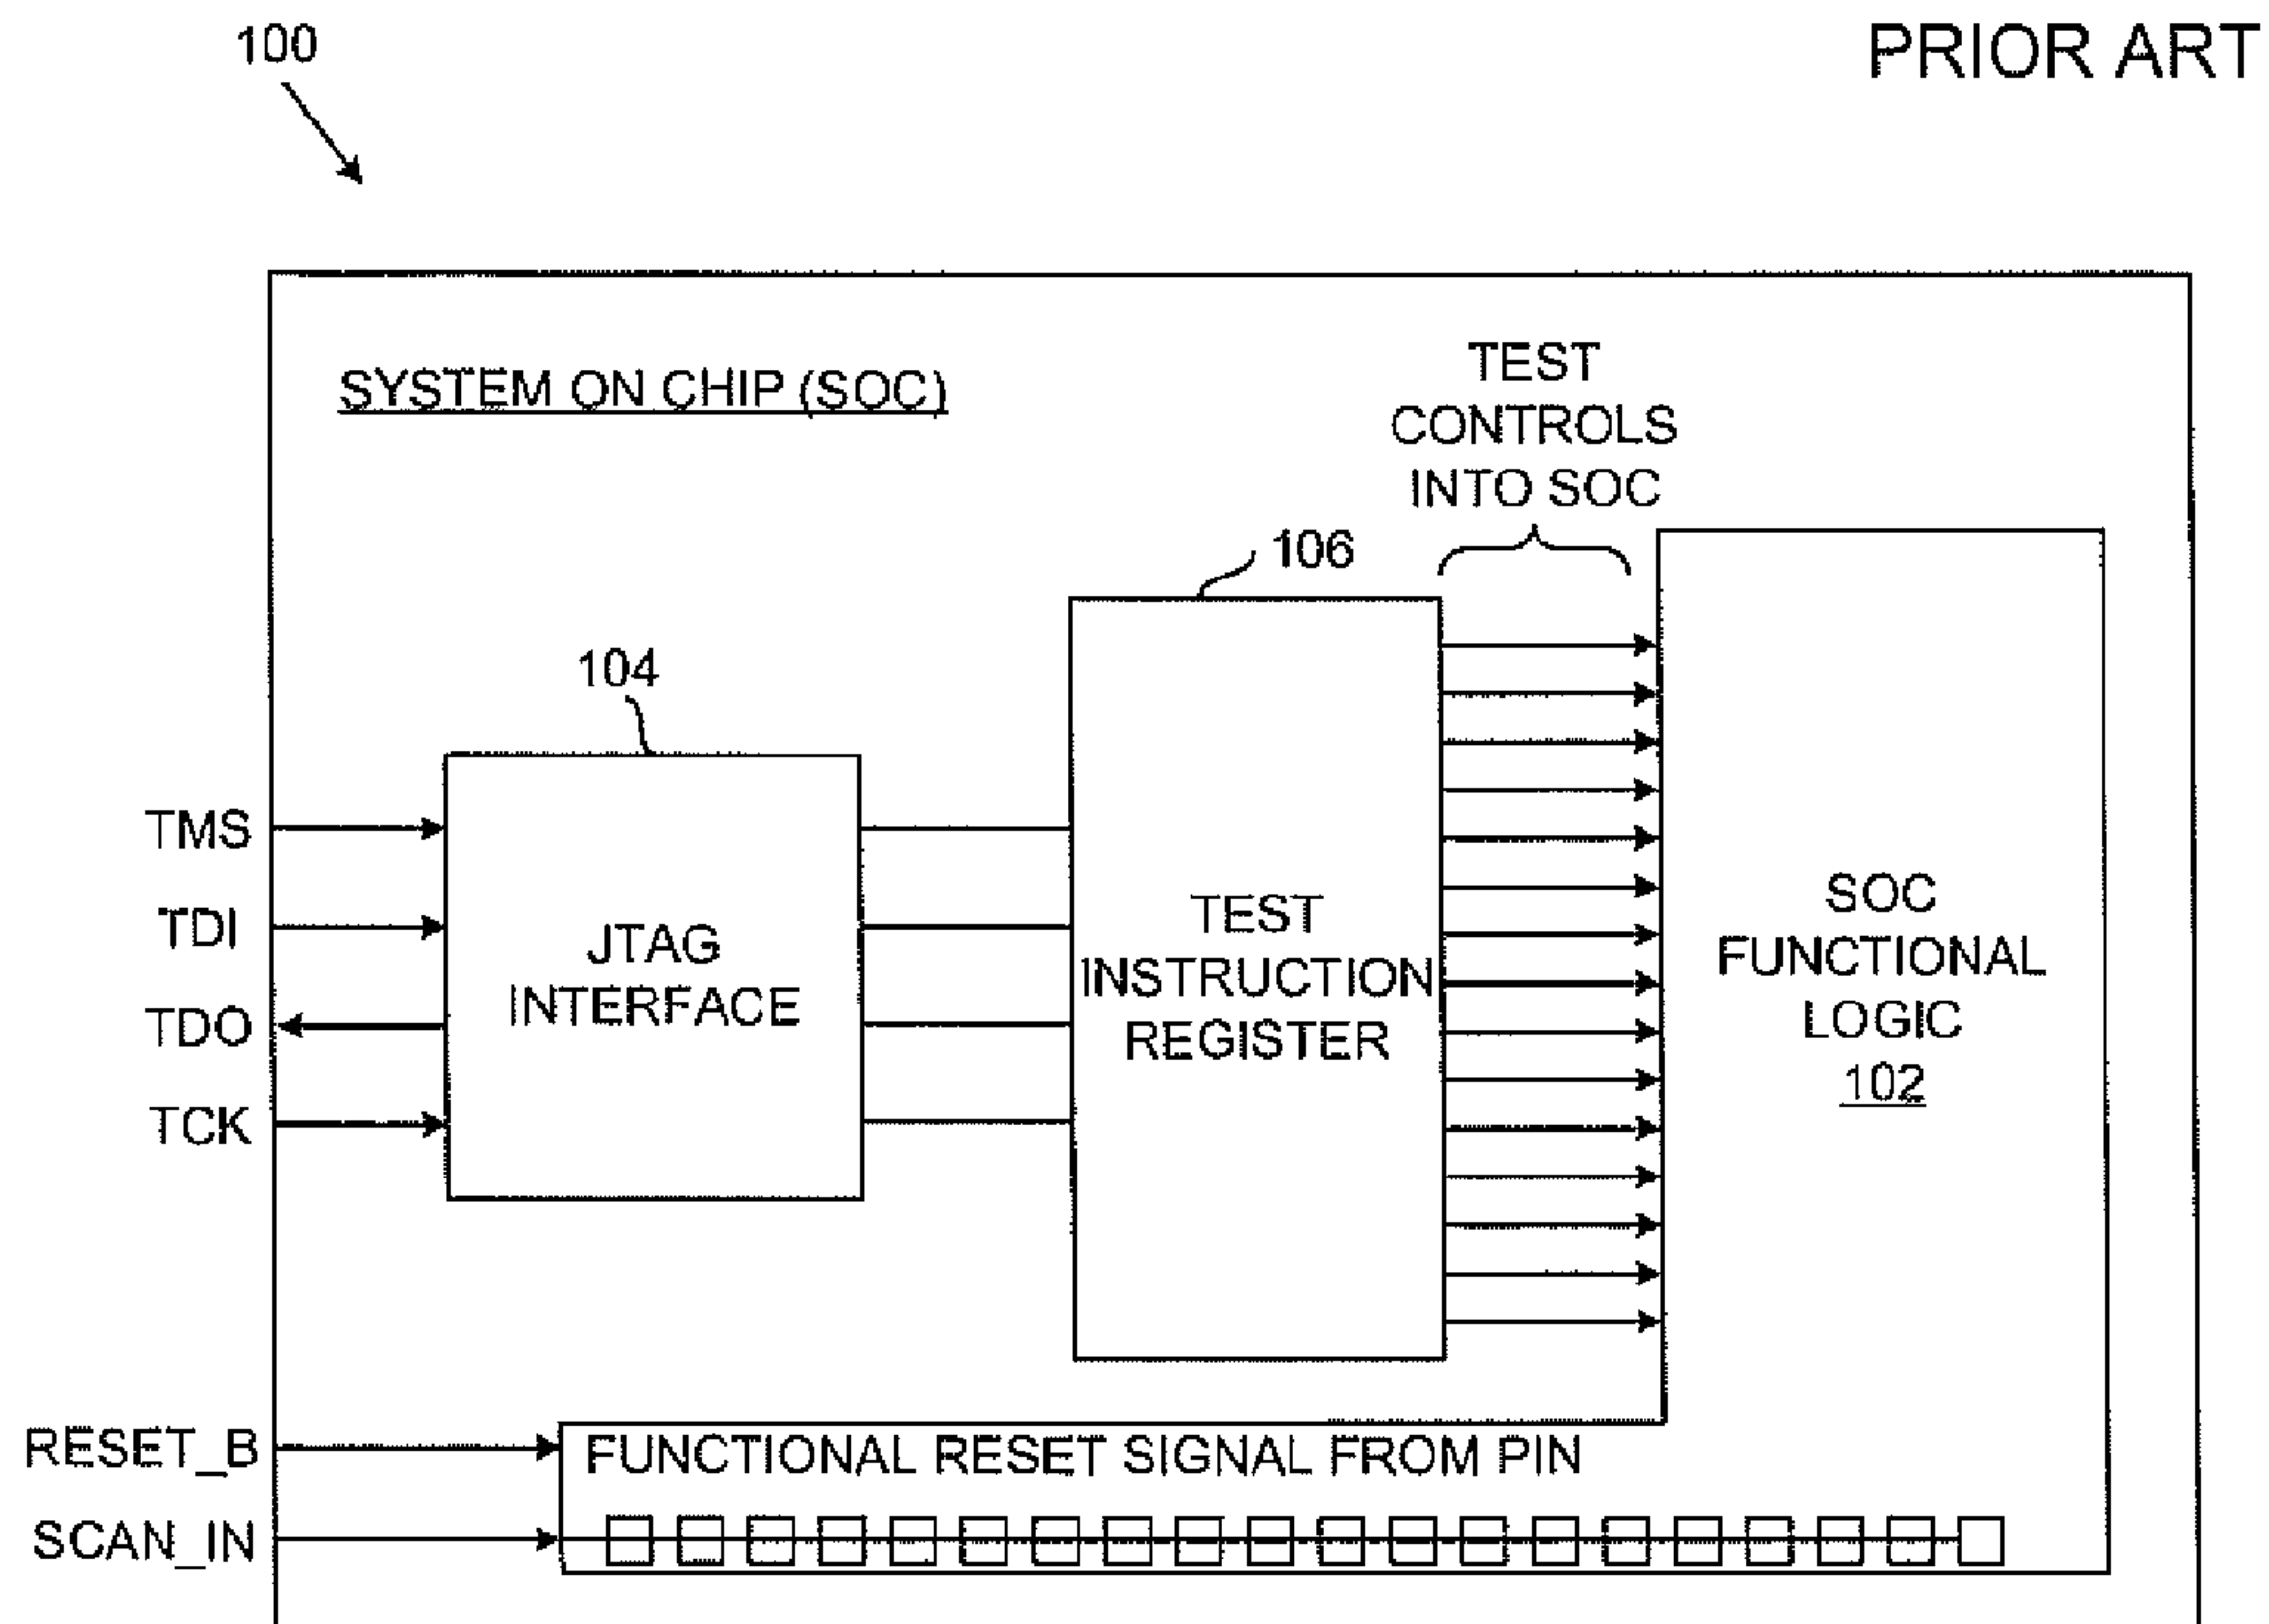 100
PRIOR ART
SYSTEM ON CHIP (SOC)
TEST
CONTROLS
INTO SOC
106
104
TMS
TDI
TDO
TCK
JTAG
INTERFACE
TEST
INSTRUCTION
REGISTER
SOC
FUNCTIONAL
LOGIC
102
RESET_B
FUNCTIONAL RESET SIGNAL FROM PIN
SCAN_IN